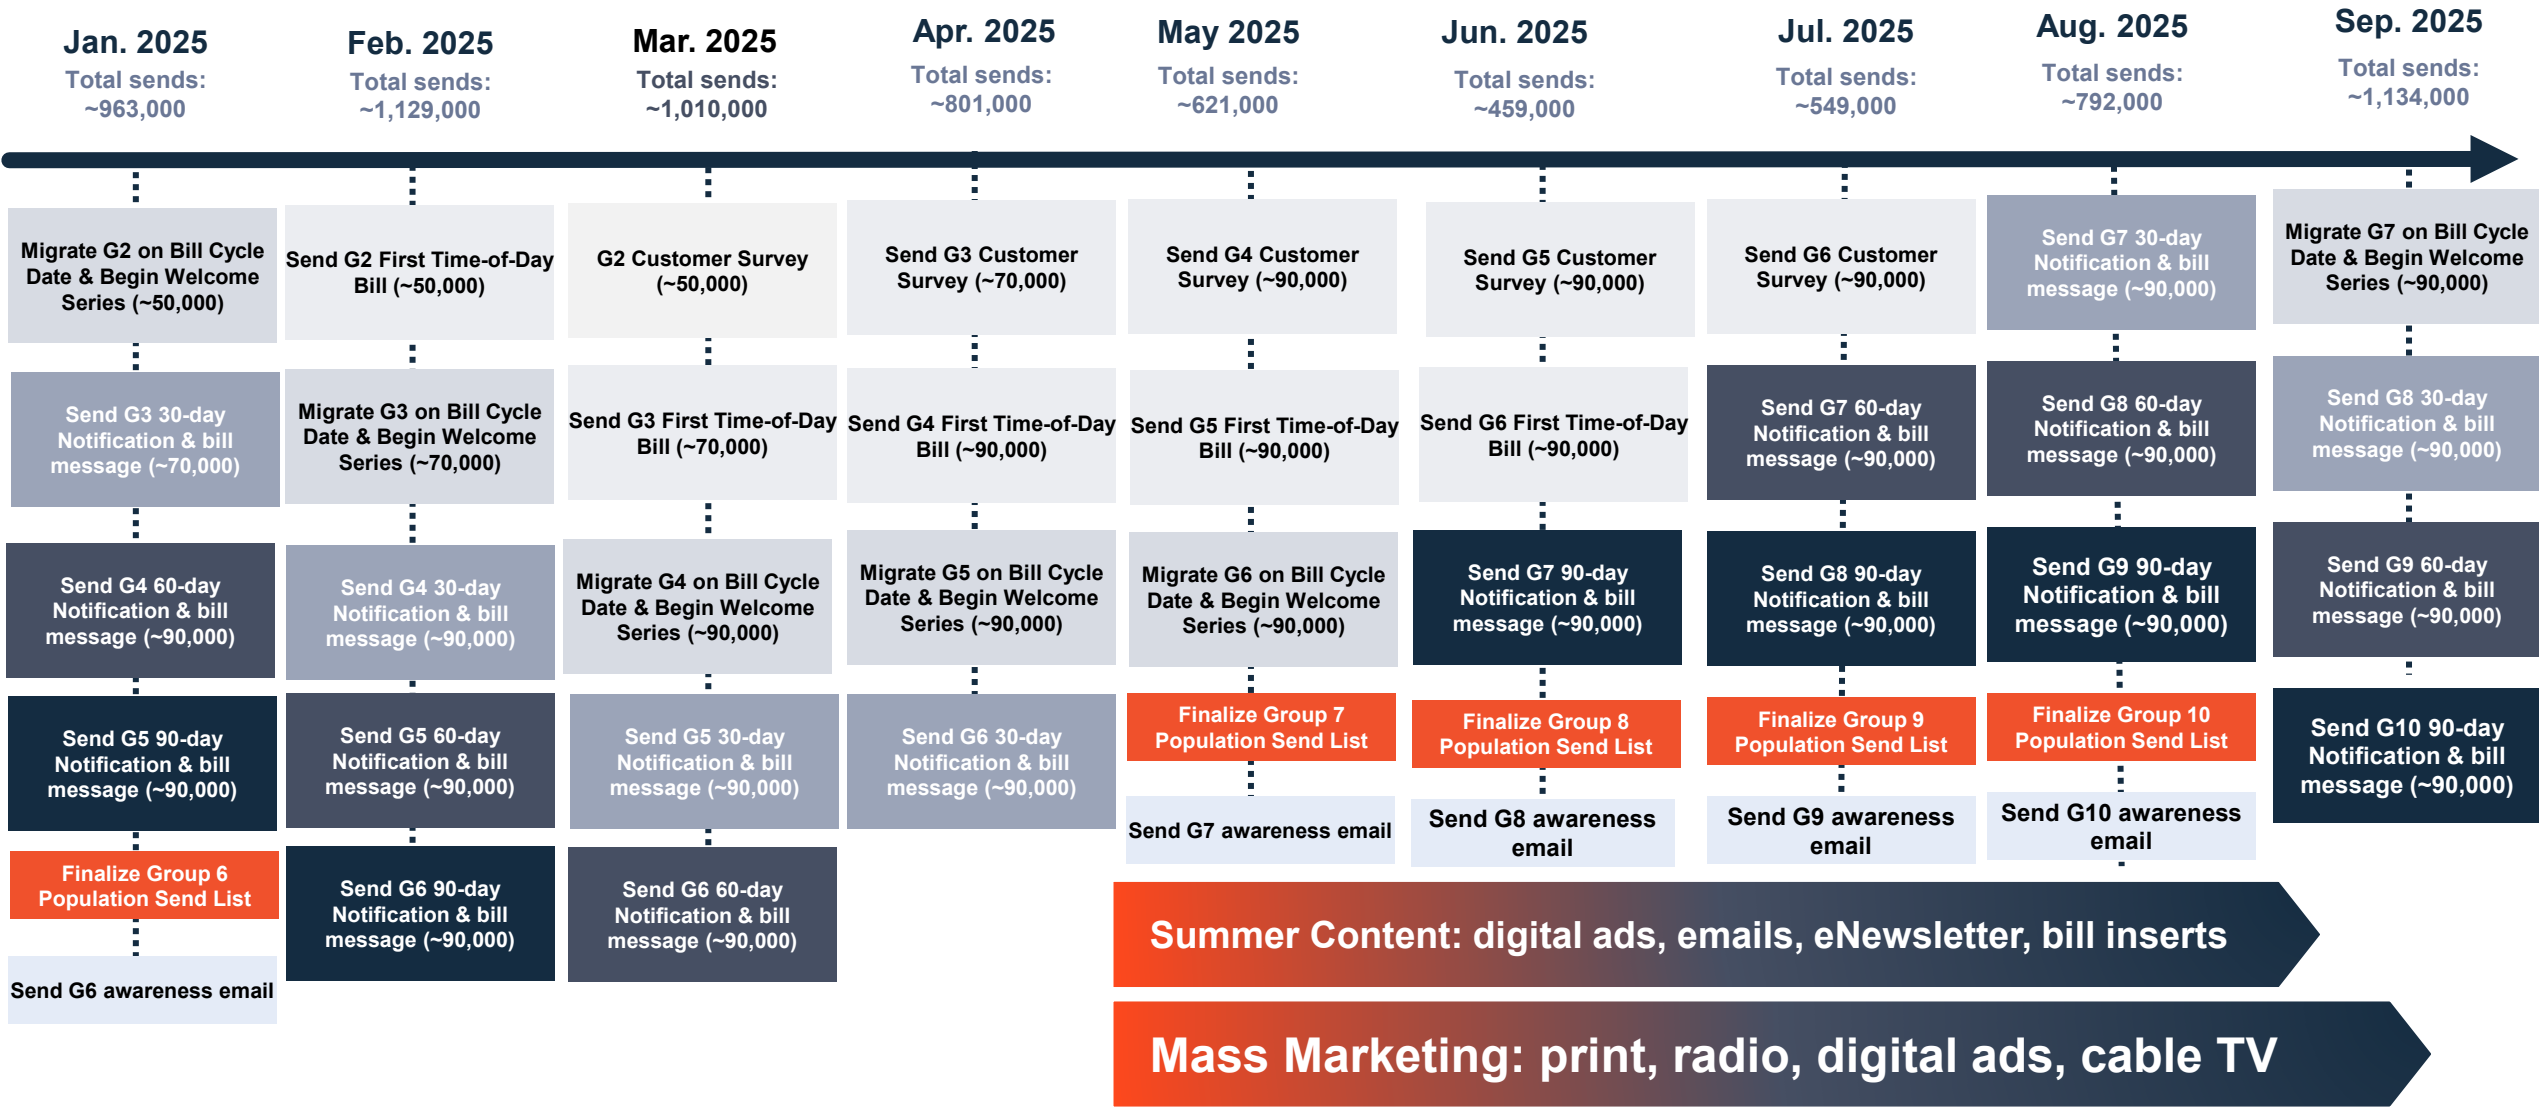 Jan. 2025
Total sends:
~963,000
Feb. 2025
Total sends:
~1,129,000
Mar. 2025
Total sends:
~1,010,000
Apr. 2025
Total sends:
~801,000
May 2025
Total sends:
~621,000
Jun. 2025
Total sends:
~459,000
Jul. 2025
Total sends:
~549,000
Aug. 2025
Total sends:
~792,000
Sep. 2025
Total sends:
~1,134,000
Migrate G2 on Bill Cycle
Date & Begin Welcome
Series (~50,000)
Send G3 30-day
Notification & bill
message (~70,000)
Send G4 60-day
Notification & bill
message (~90,000)
Send G5 90-day
Notification & bill
message (~90,000)
Finalize Group 6
Population Send List
Send G6 awareness email
Send G2 First Time-of-Day
Bill (~50,000)
Migrate G3 on Bill Cycle
Date & Begin Welcome
Series (~70,000)
Send G4 30-day
Notification & bill
message (~90,000)
Send G5 60-day
Notification & bill
message (~90,000)
Send G6 90-day
Notification & bill
message (~90,000)
G2 Customer Survey
(~50,000)
Send G3 First Time-of-Day
Bill (~70,000)
Migrate G4 on Bill Cycle
Date & Begin Welcome
Series (~90,000)
Send G5 30-day
Notification & bill
message (~90,000)
Send G6 60-day
Notification & bill
message (~90,000)
Send G3 Customer
Survey (~70,000)
Send G4 First Time-of-Day
Bill (~90,000)
Migrate G5 on Bill Cycle
Date & Begin Welcome
Series (~90,000)
Send G6 30-day
Notification & bill
message (~90,000)
Send G4 Customer
Survey (~90,000)
Send G5 First Time-of-Day
Bill (~90,000)
Migrate G6 on Bill Cycle
Date & Begin Welcome
Series (~90,000)
Finalize Group 7
Population Send List
Send G7 awareness email
Send G5 Customer
Survey (~90,000)
Send G6 First Time-of-Day
Bill (~90,000)
Send G7 90-day
Notification & bill
message (~90,000)
Finalize Group 8
Population Send List
Send G8 awareness
email
Send G6 Customer
Survey (~90,000)
Send G7 60-day
Notification & bill
message (~90,000)
Send G8 90-day
Notification & bill
message (~90,000)
Finalize Group 9
Population Send List
Send G9 awareness
email
Send G7 30-day
Notification & bill
message (~90,000)
Send G8 60-day
Notification & bill
message (~90,000)
Send G9 90-day
Notification & bill
message (~90,000)
Finalize Group 10
Population Send List
Send G10 awareness
email
Migrate G7 on Bill Cycle
Date & Begin Welcome
Series (~90,000)
Send G8 30-day
Notification & bill
message (~90,000)
Send G9 60-day
Notification & bill
message (~90,000)
Send G10 90-day
Notification & bill
message (~90,000)
Summer Content: digital ads, emails, eNewsletter, bill inserts
Mass Marketing: print, radio, digital ads, cable TV